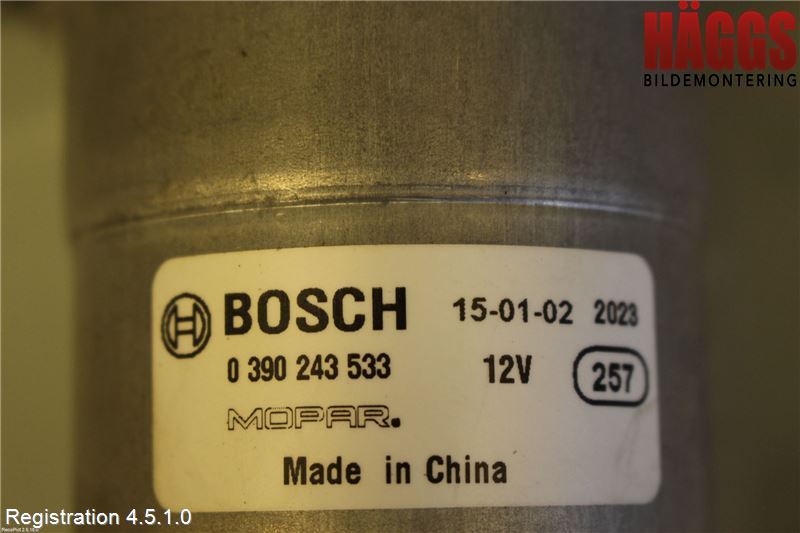 HÄGGS
BILDEMONTERING
BOSCH 15-01-02 2023
0 390 243 533 12V 257
MOPAR.
Made in China
Registration 4.5.1.0